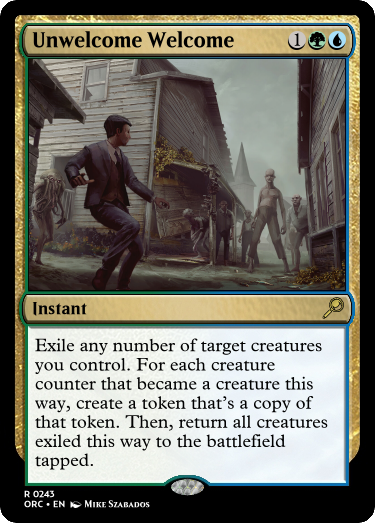 Unwelcome Welcome 1
Instant
Exile any number of target creatures
you control. For each creature
counter that became a creature this
way, create a token that's a copy of
that token. Then, return all creatures
exiled this way to the battlefield
tapped.
R 0243
ORC • EN Mike Szabados